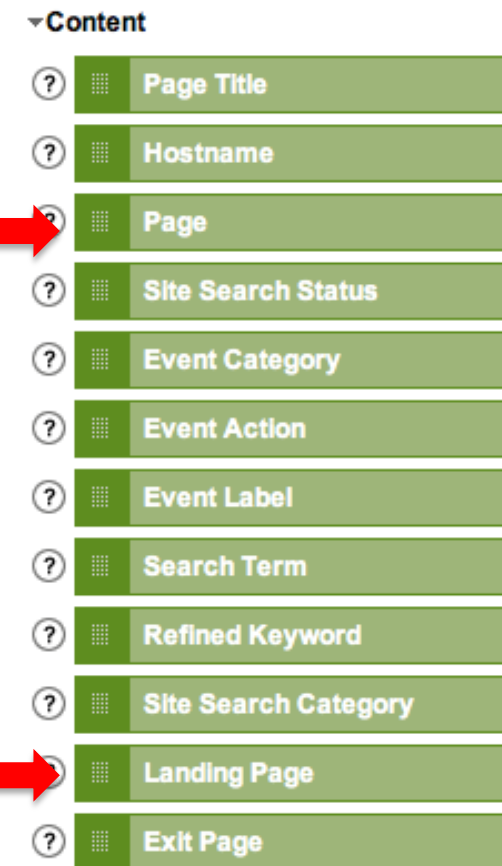 Content
? Page Title
? Hostname
? Page
? Site Search Status
? Event Category
? Event Action
? Event Label
? Search Term
? Refined Keyword
? Site Search Category
? Landing Page
? Exit Page